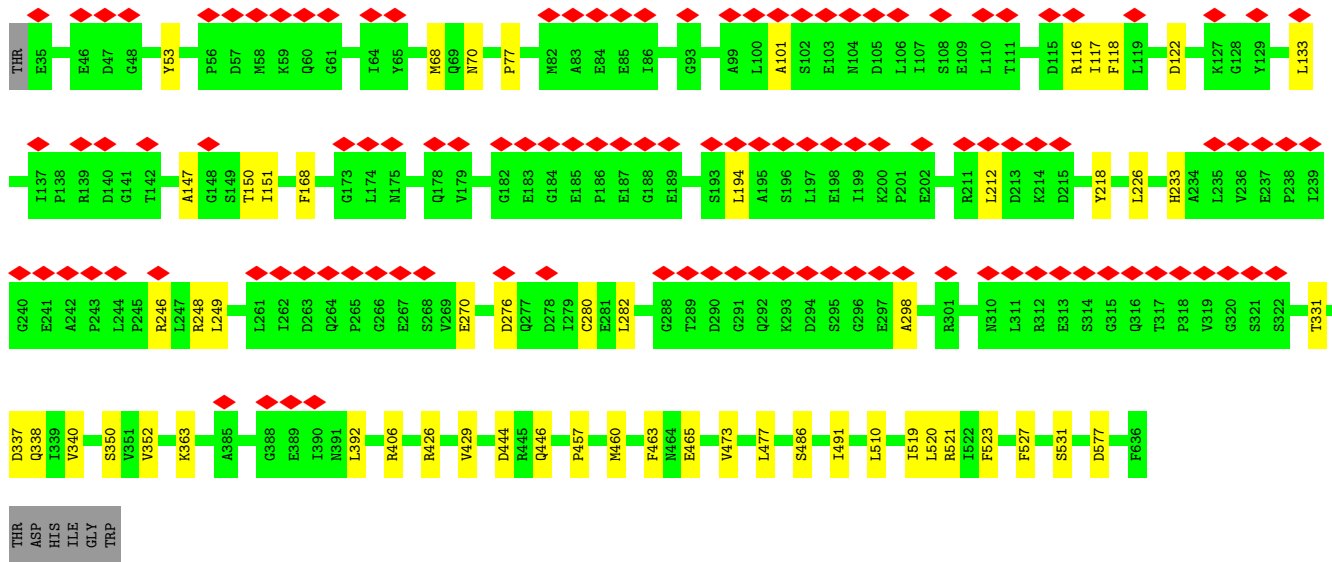 THR E35 E46 D47 G48 Y53 P56 D57 M58 K59 Q60 G61 I64 Y65 M68 Q69 N70 P77 M82 A83 E84 E85 I86 G93 A99 L100 A101 S102 E103 N104 D105 L106 I107 S108 E109 L110 T111 D115 R116 I117 F118 L119 D122 K127 G128 Y129 L133
I137 P138 R139 D140 G141 T142 A147 G148 S149 T150 I151 F168 G173 L174 N175 Q178 V179 G182 E183 G184 E185 P186 E187 G188 E189 S193 L194 A195 S196 L197 E198 I199 K200 P201 E202 R211 L212 D213 K214 D215 Y218 L226 H233 A234 L235 V236 E237 P238 I239
G240 E241 A242 P243 L244 P245 R246 L247 R248 L249 L261 I262 D263 Q264 P265 G266 E267 S268 V269 E270 D276 Q277 D278 I279 C280 E281 L282 G288 T289 D290 G291 Q292 K293 D294 S295 G296 E297 A298 R301 N310 L311 R312 E313 S314 G315 Q316 T317 P318 V319 G320 S321 S322 T331
D337 Q338 I339 V340 S350 V351 V352 K363 A385 G388 E389 I390 N391 L392 R406 R426 V429 D444 R445 Q446 P457 M460 F463 N464 E465 V473 L477 S486 I491 L510 I519 L520 R521 I522 F523 F527 S531 D577 F636
THR ASP HIS ILE GLY TRP